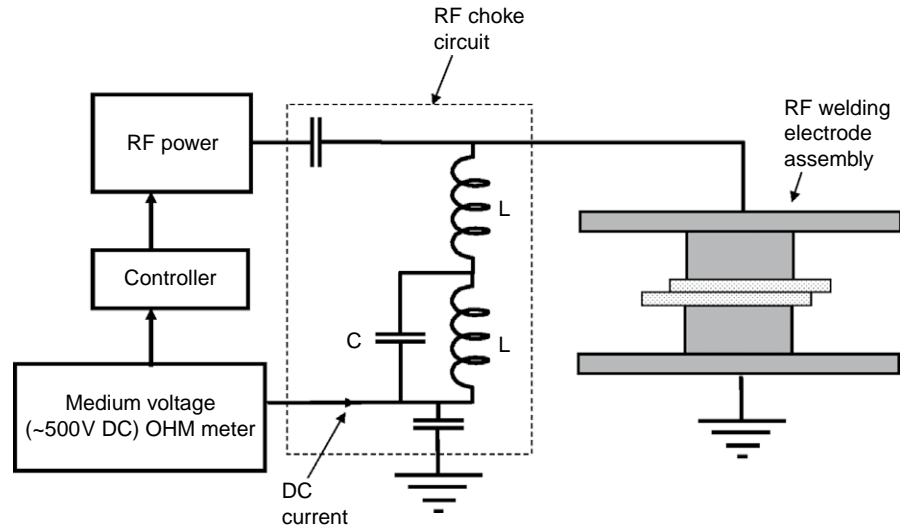 RF choke
circuit
RF power
RF welding
electrode
assembly
L
Controller
C
L
Medium voltage
(~500V DC) OHM meter
DC
current